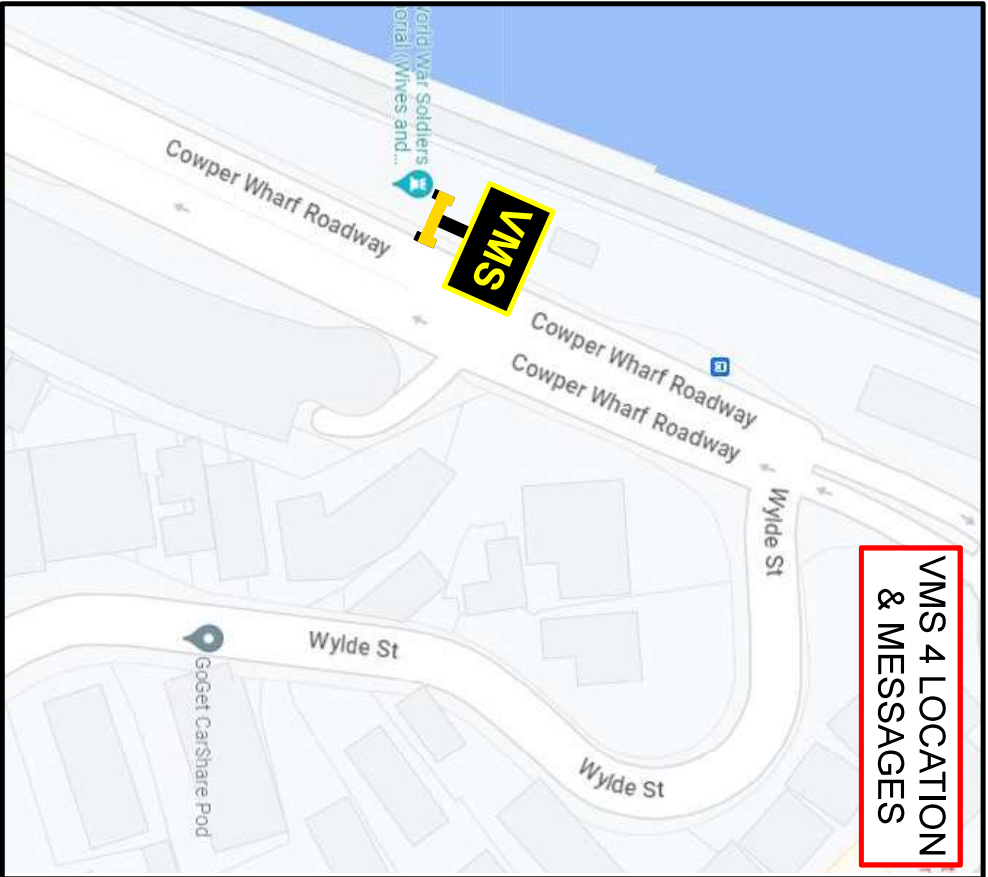 VMS 4 LOCATION
& MESSAGES
World War Soldiers
orial (Wives and...
VMS
Cowper Wharf Roadway
Cowper Wharf Roadway
Cowper Wharf Roadway
Wylde St
Wylde St
Wylde St
GoGet CarShare Pod